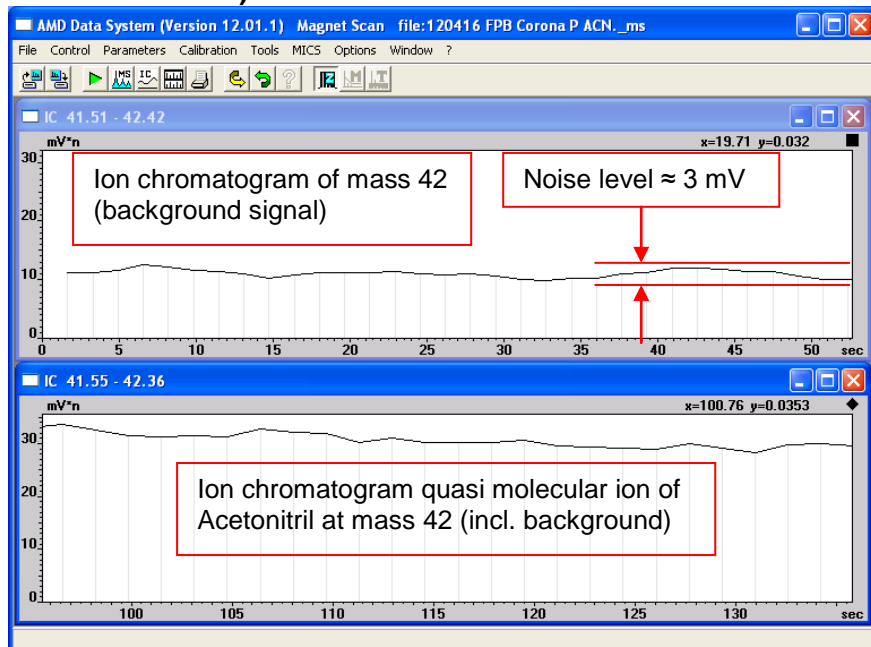 AMD Data System (Version 12.01.1) Magnet Scan file:120416 FPB Corona P ACN._ms
File Control Parameters Calibration Tools MICS Options Window ?
MS IC
IC 41.51 - 42.42
mV*n x=19.71 y=0.032
30
Ion chromatogram of mass 42
(background signal)
Noise level ≈ 3 mV
20
10
0
0 5 10 15 20 25 30 35 40 45 50 sec
IC 41.55 - 42.36
mV*n x=100.76 y=0.0353
30
20
Ion chromatogram quasi molecular ion of
Acetonitril at mass 42 (incl. background)
10
0
100 105 110 115 120 125 130 sec